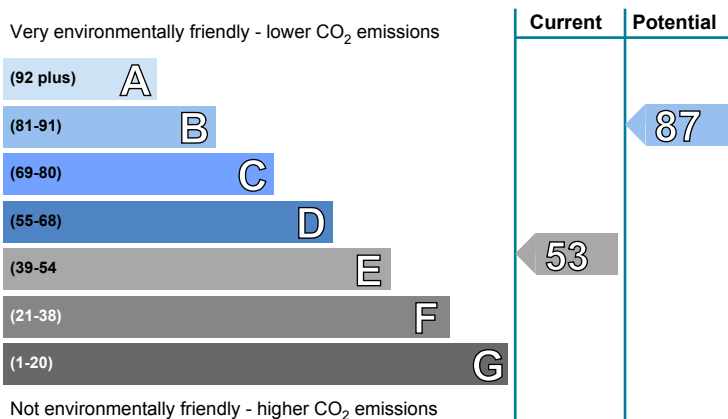 Current Potential
Very environmentally friendly - lower CO2 emissions
(92 plus) A
(81-91) B
87
(69-80) C
(55-68) D
(39-54 E
53
(21-38) F
(1-20) G
Not environmentally friendly - higher CO2 emissions